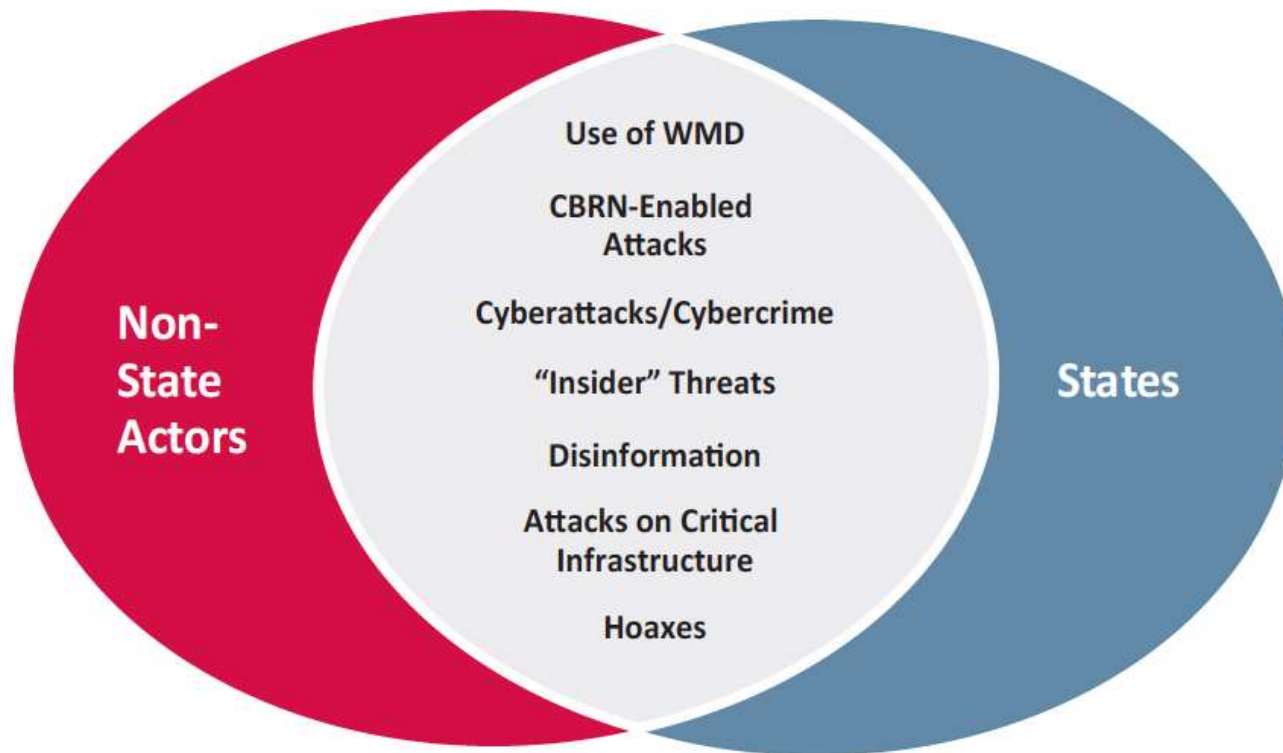 Use of WMD
CBRN-Enabled
Attacks
Cyberattacks/Cybercrime
“Insider” Threats
Disinformation
Attacks on Critical
Infrastructure
Hoaxes
Non-
State
Actors
States